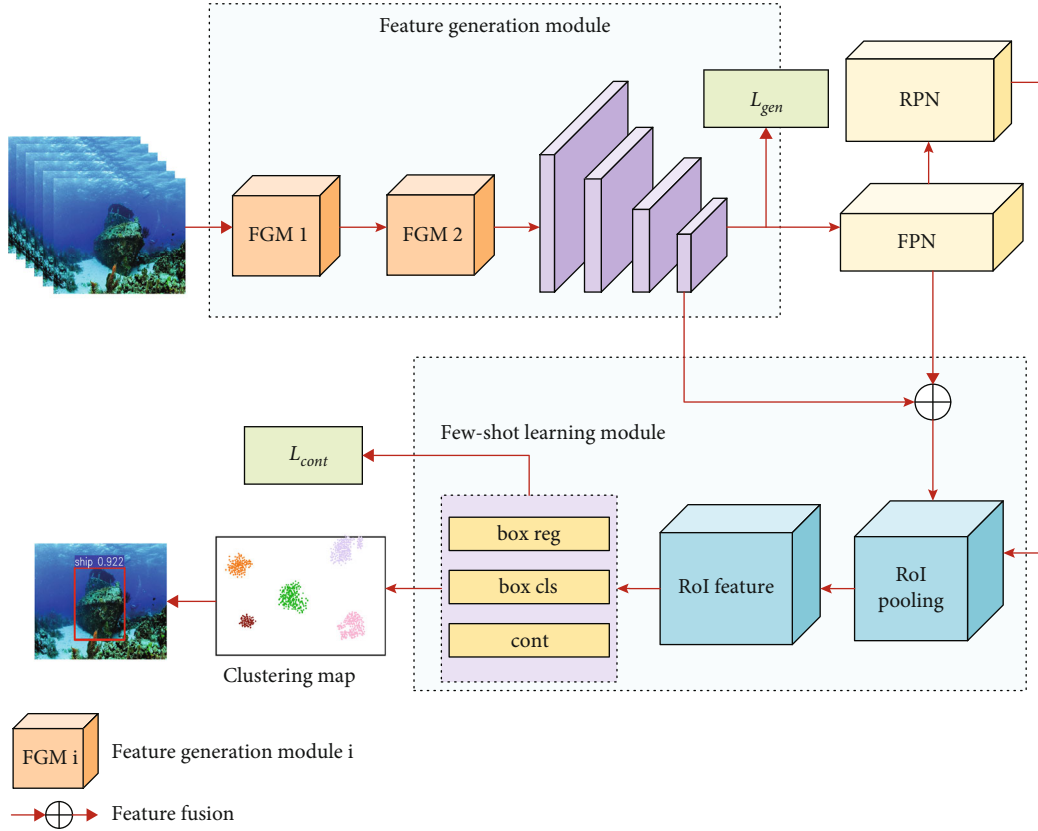 Feature generation module
L_gen
RPN
FGM 1
FGM 2
FPN
Few-shot learning module
L_cont
box reg
box cls
cont
RoI feature
RoI
pooling
ship 0.922
Clustering map
FGM i
Feature generation module i
Feature fusion